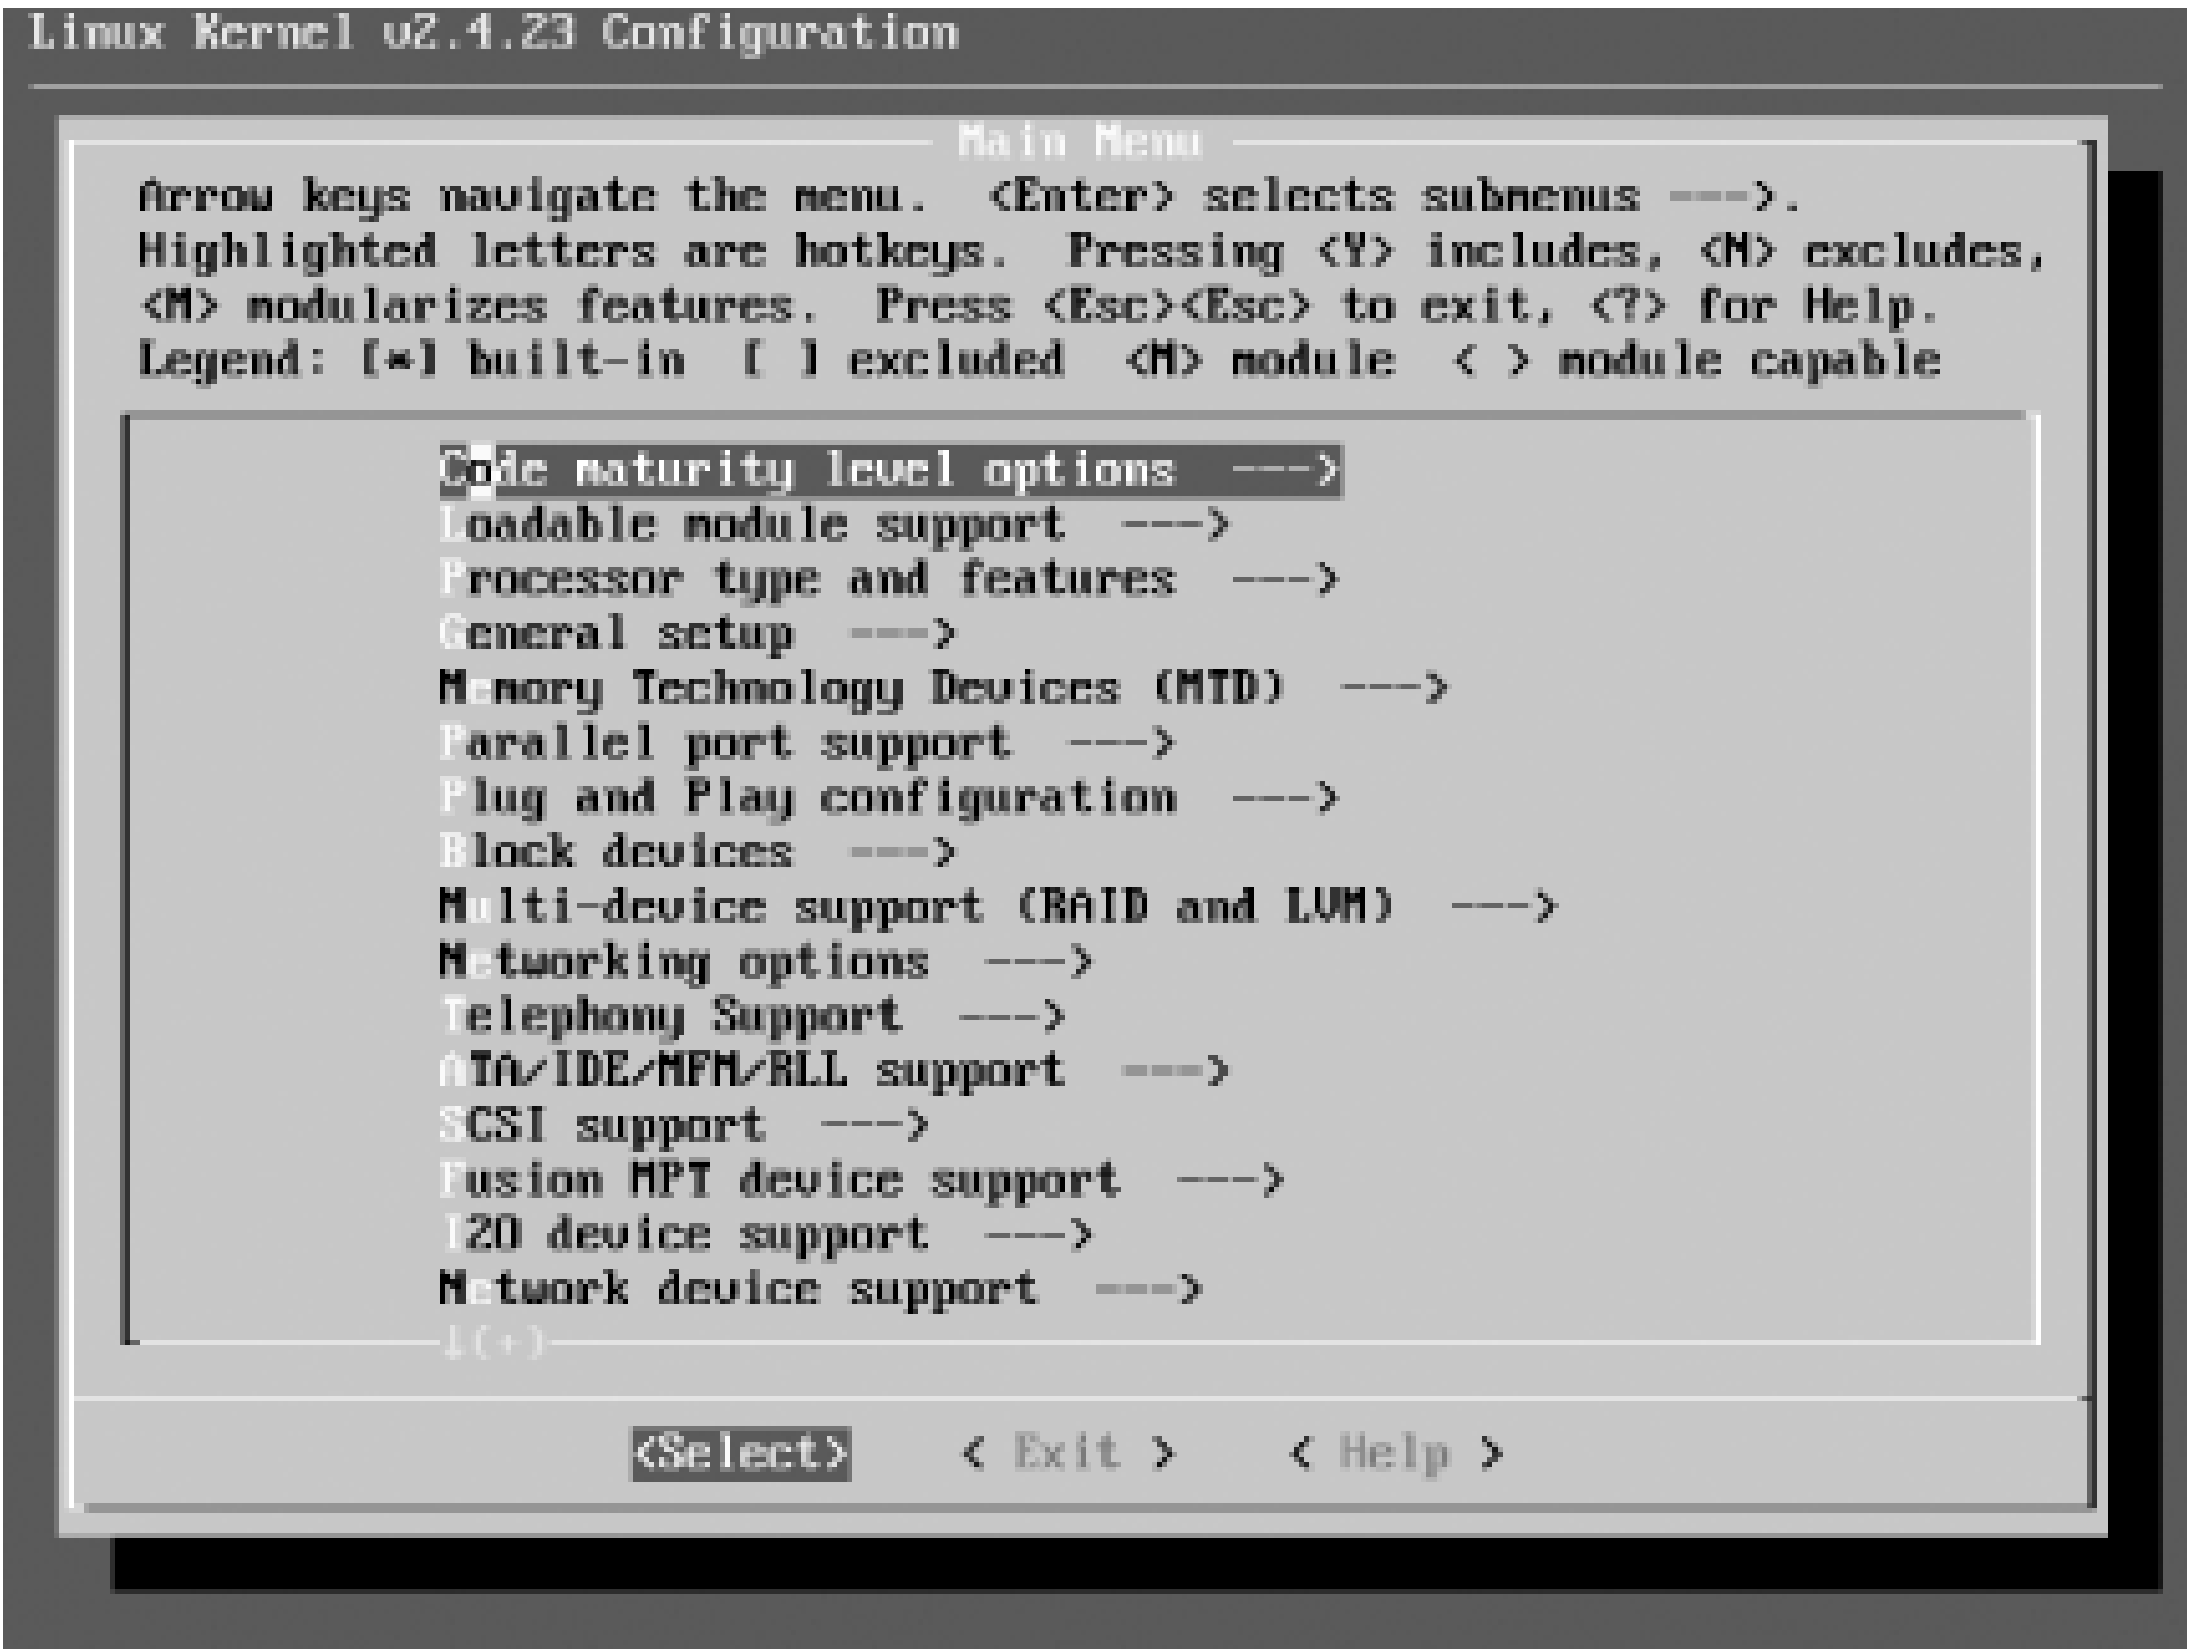 Linux Kernel v2.4.23 Configuration
Main Menu
Arrow keys navigate the menu.  <Enter> selects submenus --->.
Highlighted letters are hotkeys.  Pressing <Y> includes, <N> excludes,
<M> modularizes features.  Press <Esc><Esc> to exit, <?> for Help.
Legend: [*] built-in  [ ] excluded  <M> module  < > module capable
Code maturity level options  --->
Loadable module support  --->
Processor type and features  --->
General setup  --->
Memory Technology Devices (MTD)  --->
Parallel port support  --->
Plug and Play configuration  --->
Block devices  --->
Multi-device support (RAID and LVM)  --->
Networking options  --->
Telephony Support  --->
ATA/IDE/MFM/RLL support  --->
SCSI support  --->
Fusion MPT device support  --->
I2O device support  --->
Network device support  --->
↓(+)
<Select>    < Exit >    < Help >